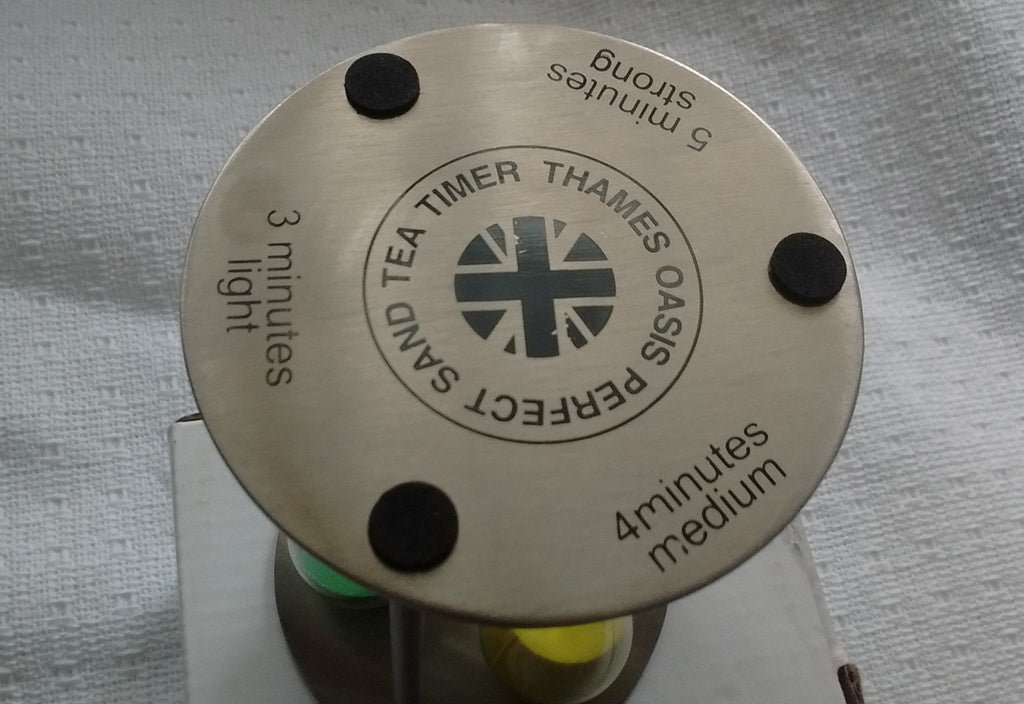 THAMES OASIS PERFECT SAND TEA TIMER
3 minutes
light
4minutes
medium
5 minutes
strong